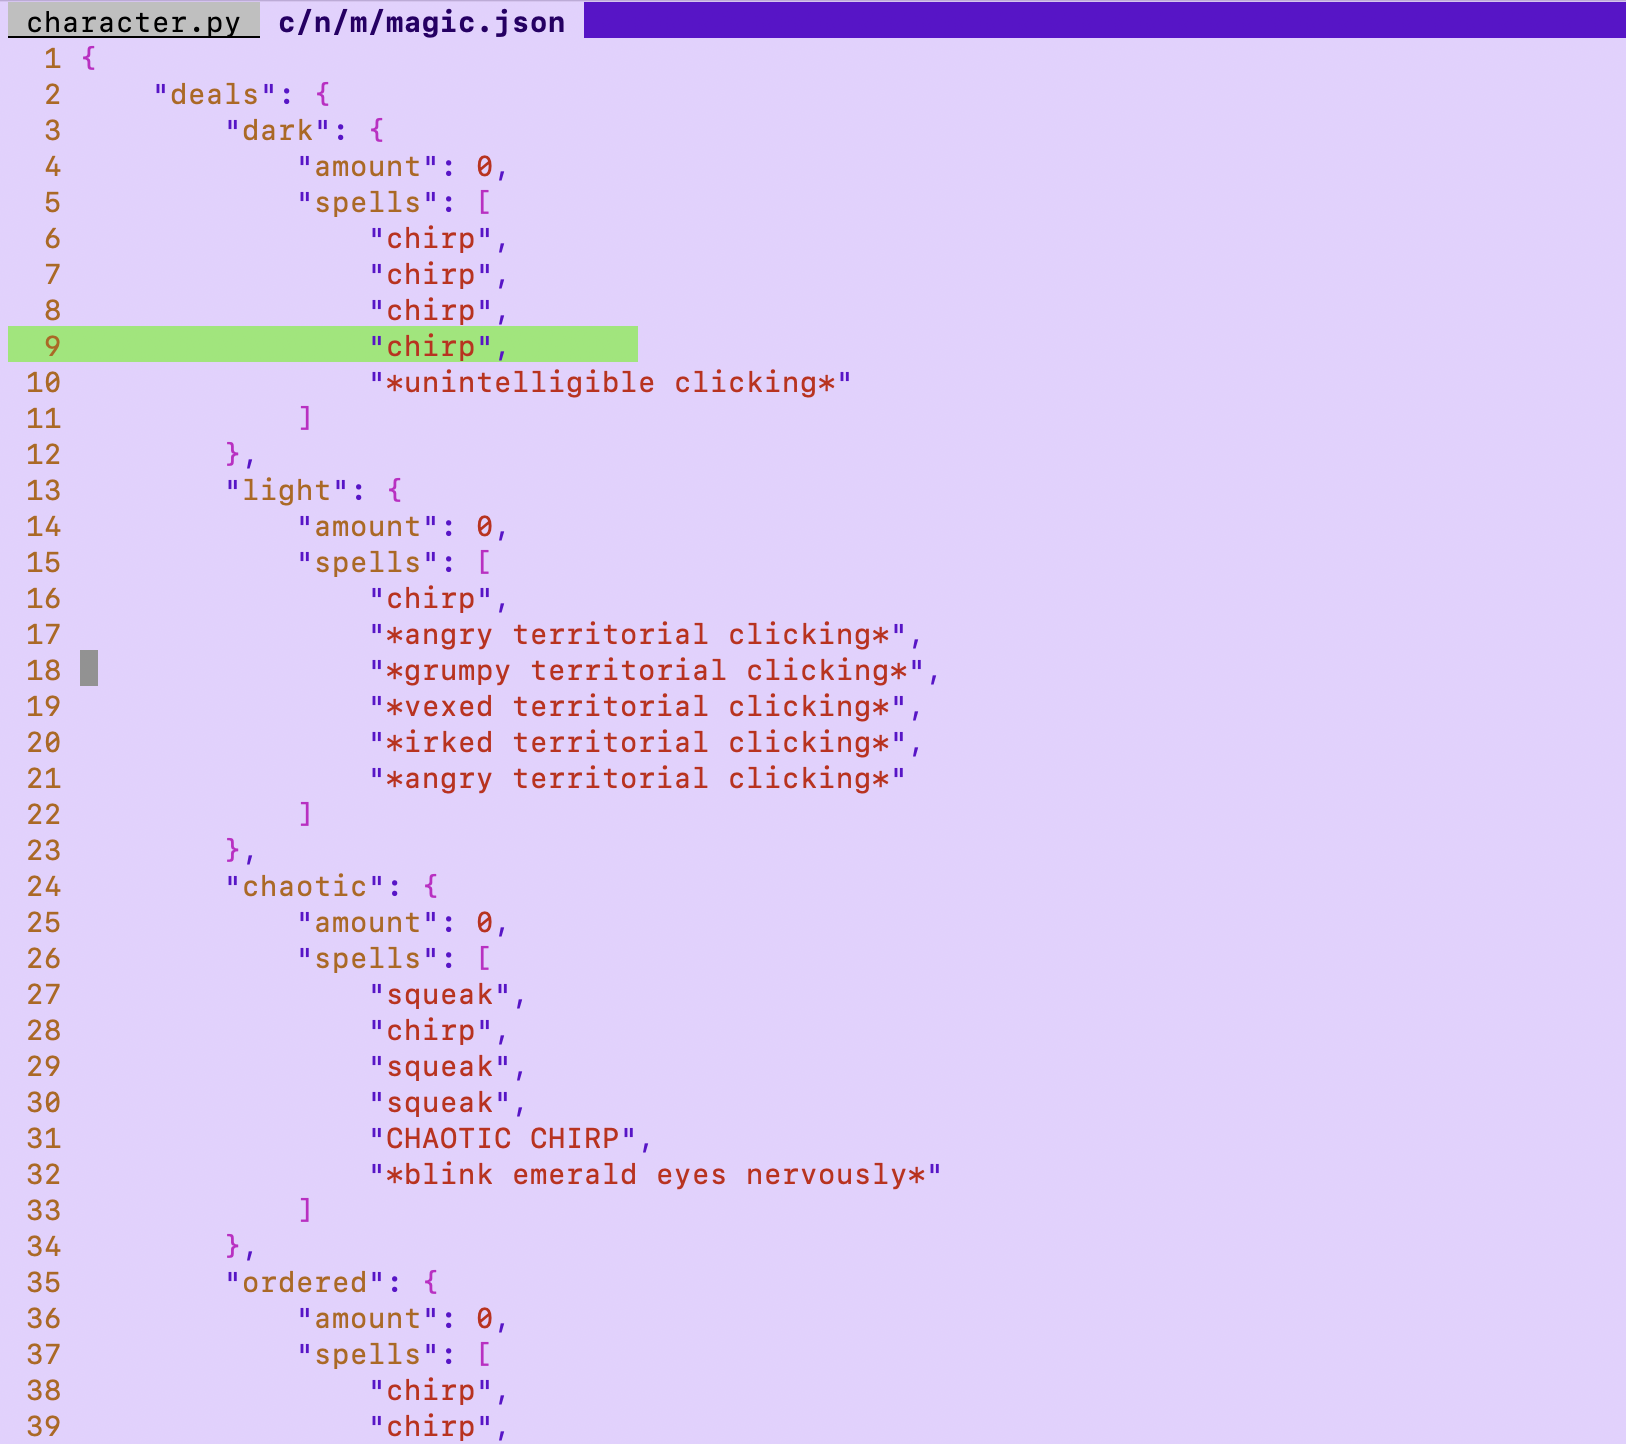 character.py c/n/m/magic.json
1 {
2     "deals": {
3         "dark": {
4             "amount": 0,
5             "spells": [
6                 "chirp",
7                 "chirp",
8                 "chirp",
9                 "chirp",
10                 "*unintelligible clicking*"
11             ]
12         },
13         "light": {
14             "amount": 0,
15             "spells": [
16                 "chirp",
17                 "*angry territorial clicking*",
18                 "*grumpy territorial clicking*",
19                 "*vexed territorial clicking*",
20                 "*irked territorial clicking*",
21                 "*angry territorial clicking*"
22             ]
23         },
24         "chaotic": {
25             "amount": 0,
26             "spells": [
27                 "squeak",
28                 "chirp",
29                 "squeak",
30                 "squeak",
31                 "CHAOTIC CHIRP",
32                 "*blink emerald eyes nervously*"
33             ]
34         },
35         "ordered": {
36             "amount": 0,
37             "spells": [
38                 "chirp",
39                 "chirp",